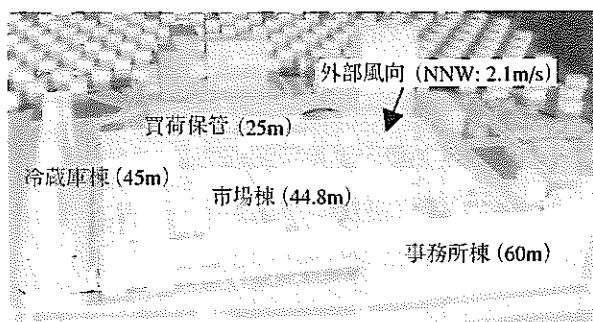 外部風向 (NNW: 2.1m/s)
買荷保管 (25m)
冷蔵庫棟 (45m)
市場棟 (44.8m)
事務所棟 (60m)